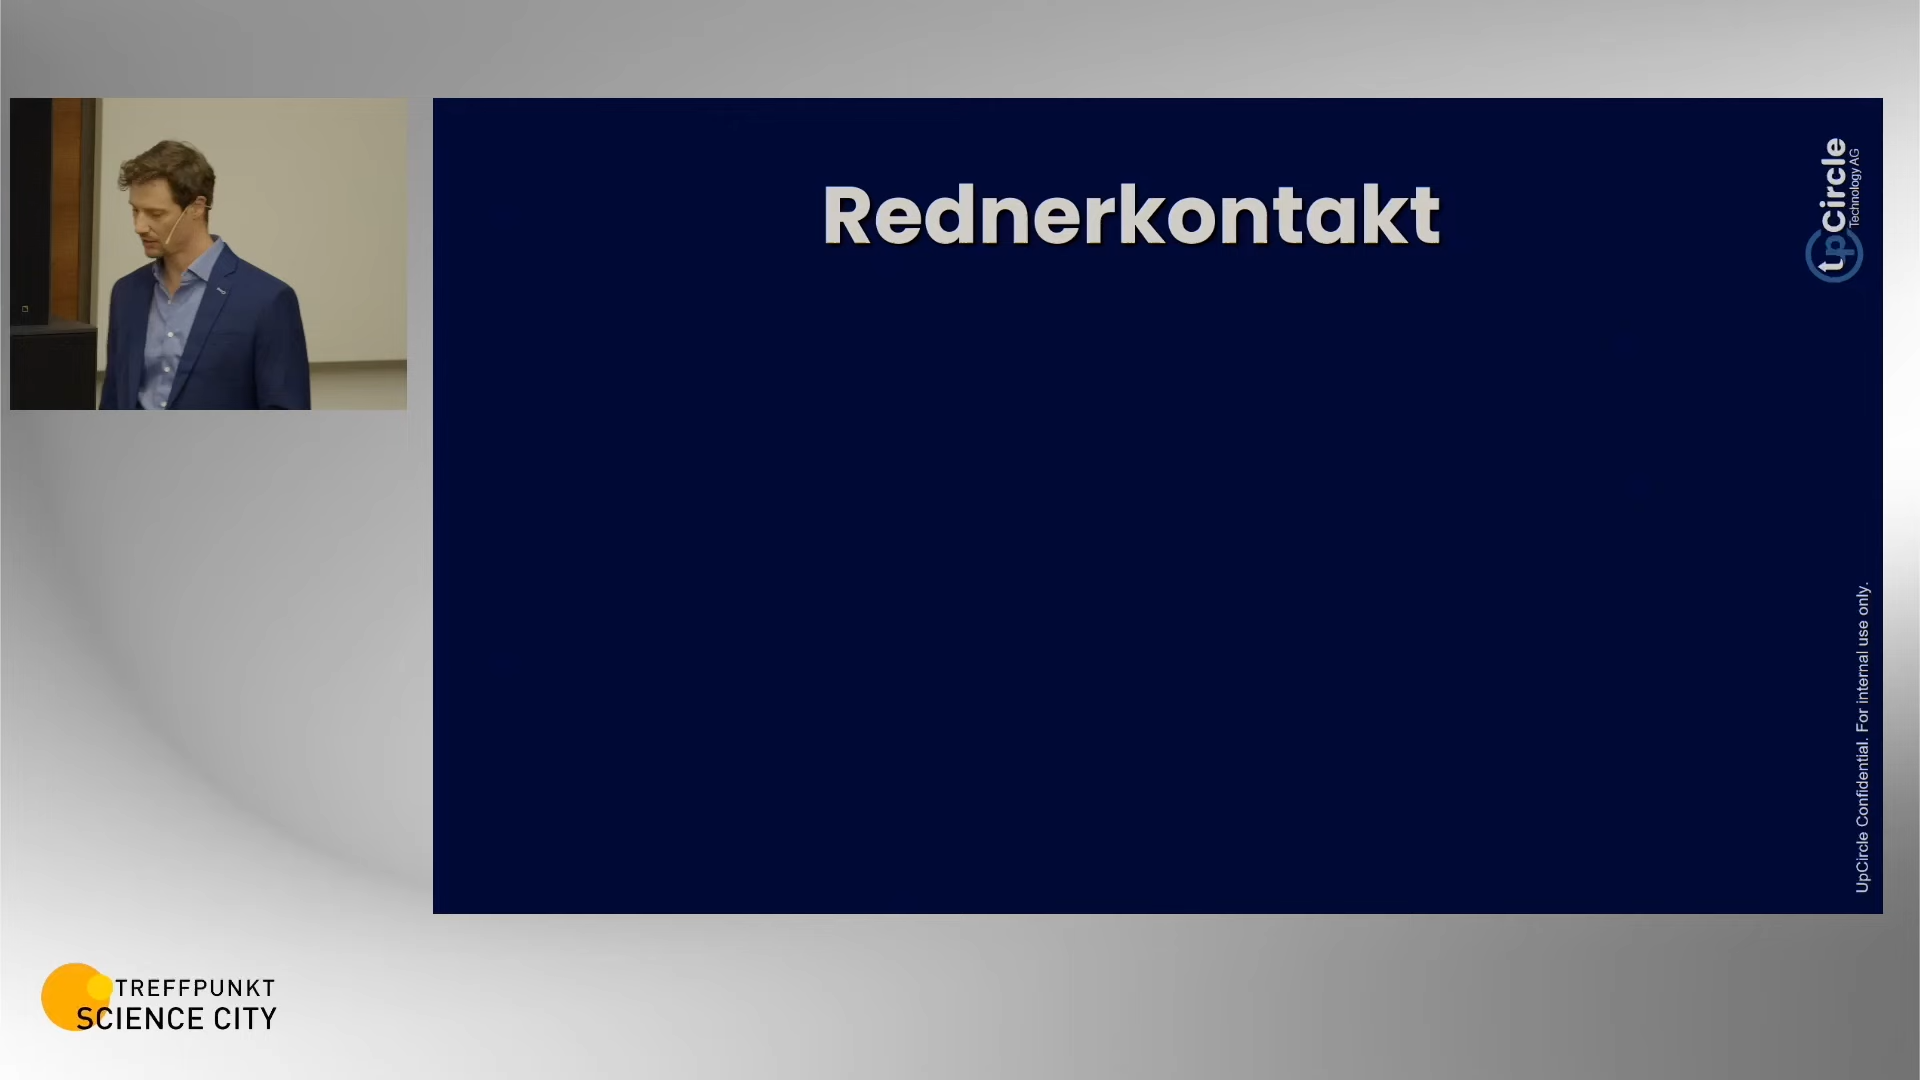 Rednerkontakt
upCircle
Technology AG
UpCircle Confidential. For internal use only.
TREFFPUNKT
SCIENCE CITY